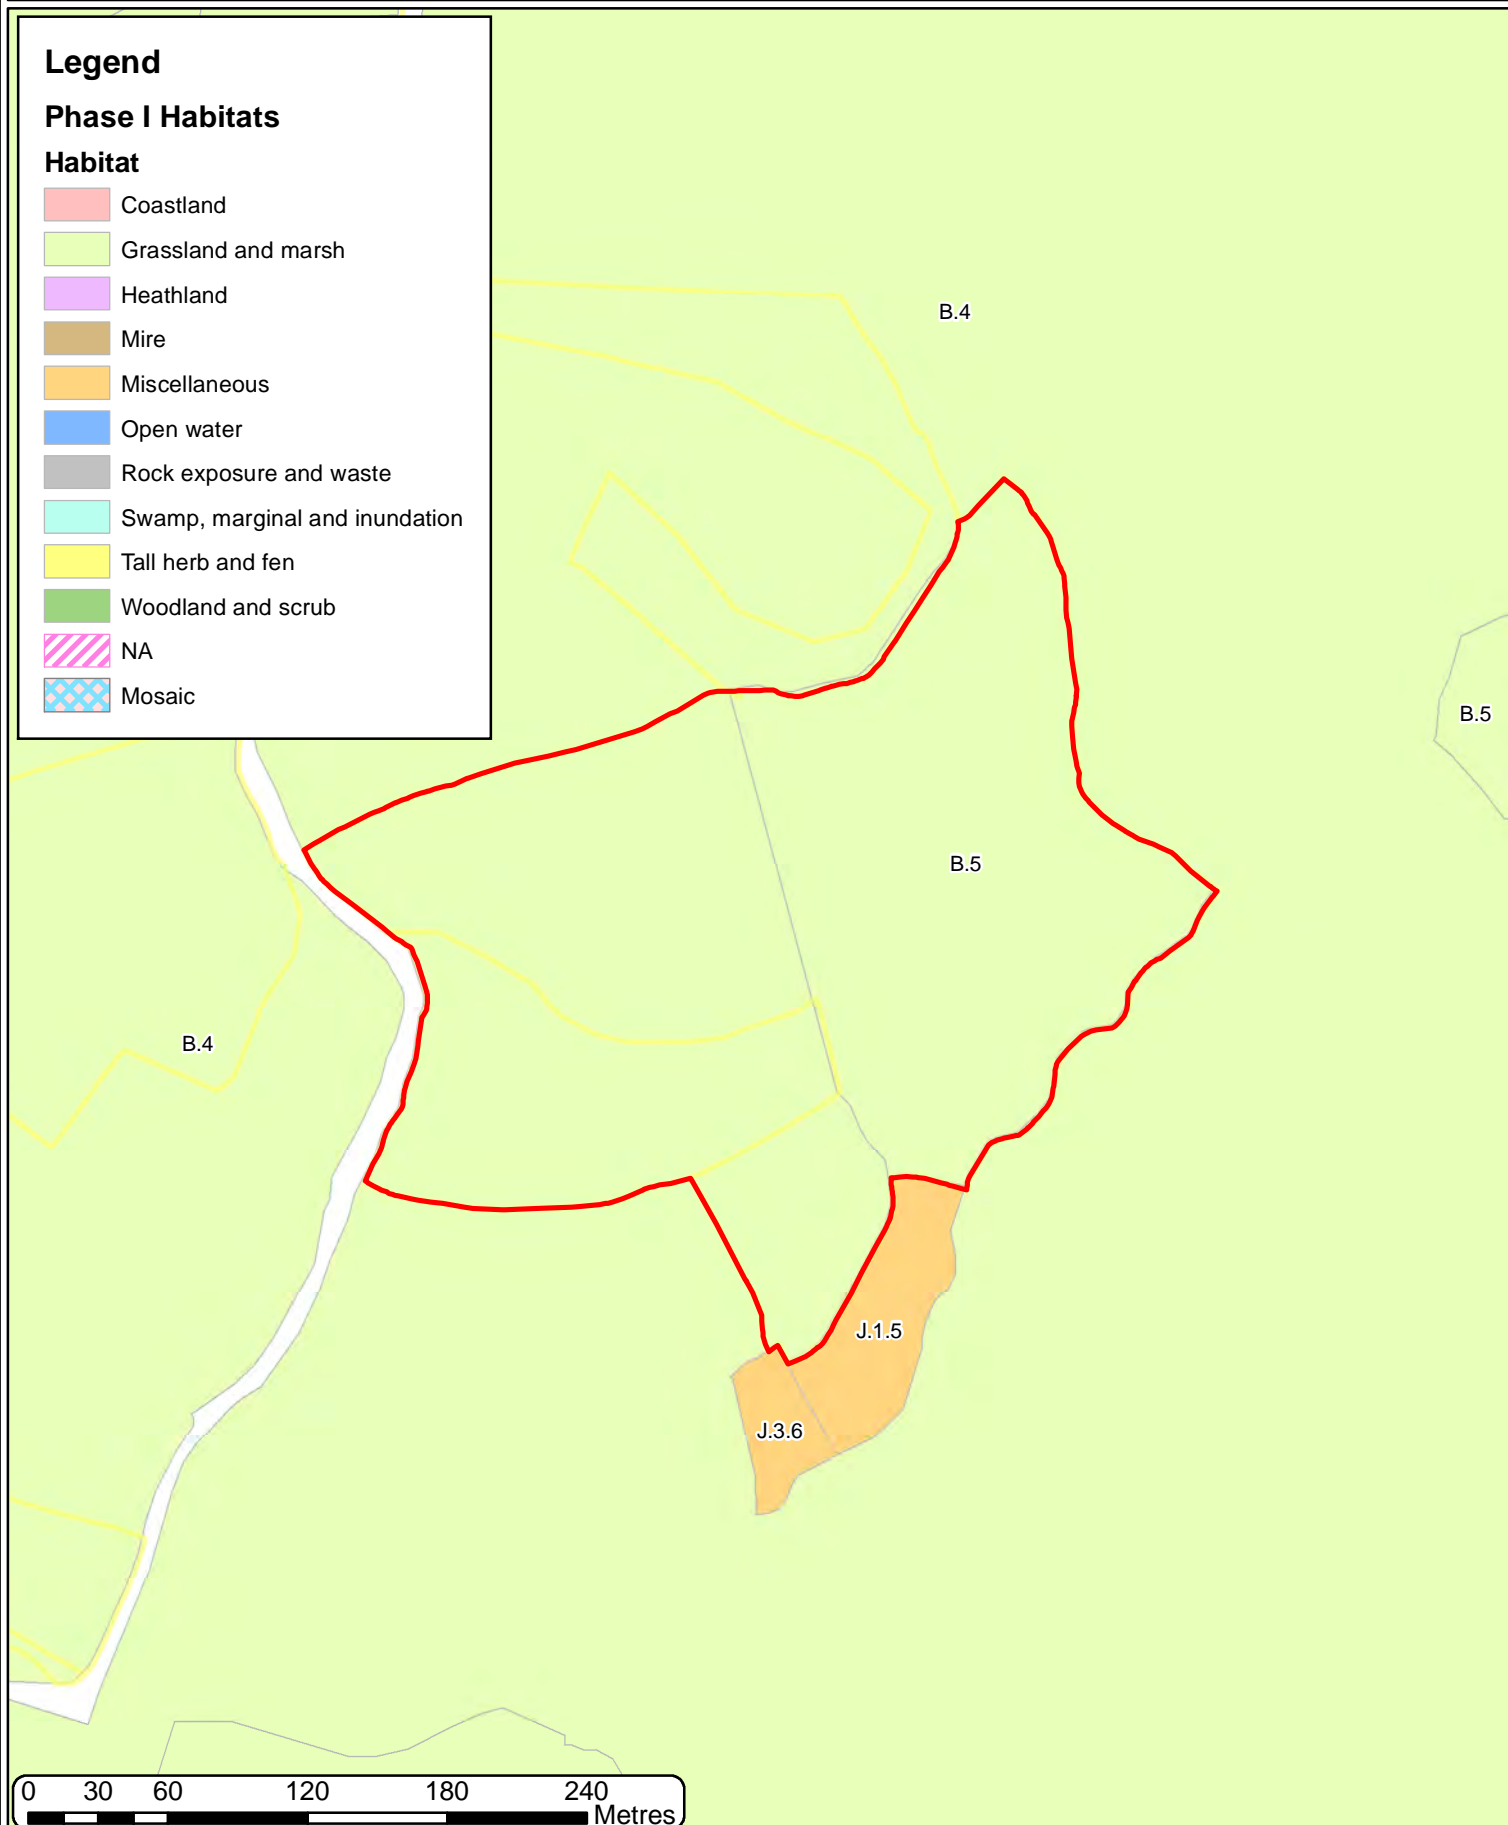 Legend
Phase I Habitats
Habitat
Coastland
Grassland and marsh
Heathland
Mire
Miscellaneous
Open water
Rock exposure and waste
Swamp, marginal and inundation
Tall herb and fen
Woodland and scrub
NA
Mosaic
B.4
B.5
B.5
B.4
J.1.5
J.3.6
0 30 60 120 180 240
Metres